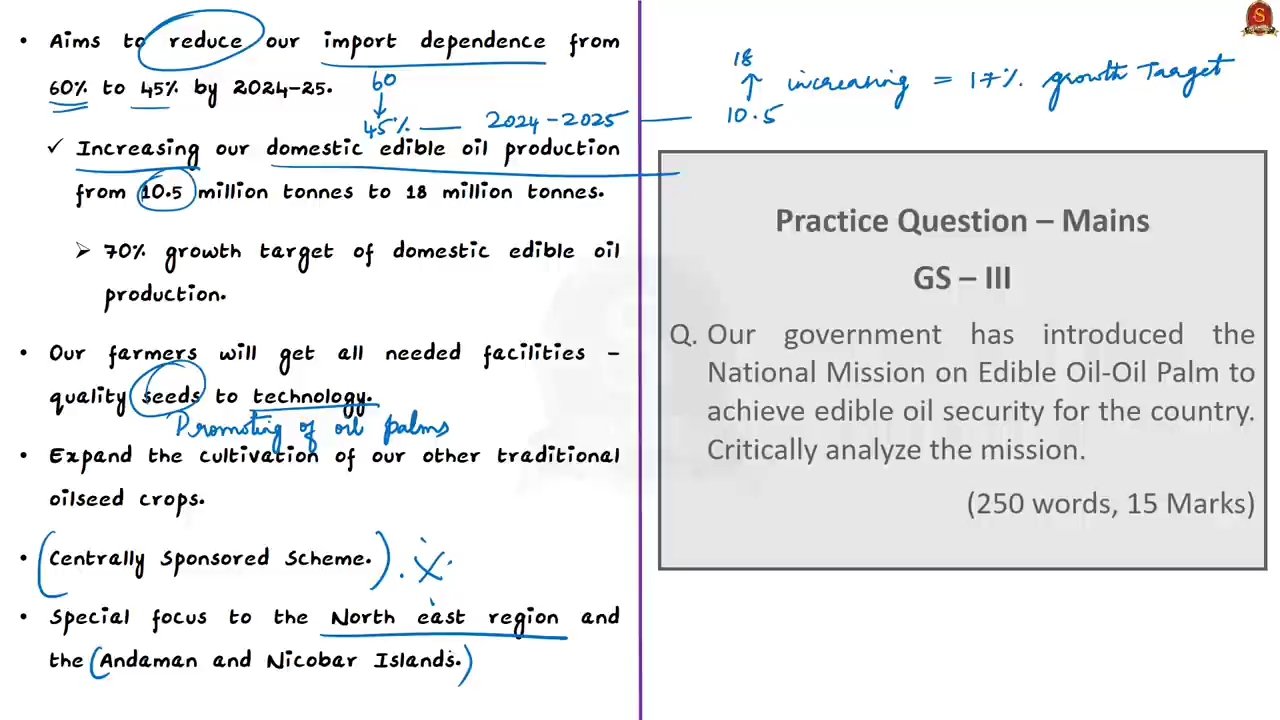 • Aims to reduce our import dependence from
60% to 45% by 2024-25.
60
↓
45% — 2024-2025 —
✓ Increasing our domestic edible oil production
from 10.5 million tonnes to 18 million tonnes.
➢ 70% growth target of domestic edible oil
production.
• Our farmers will get all needed facilities –
quality seeds to technology.
Promoting of oil palms
• Expand the cultivation of our other traditional
oilseed crops.
• (Centrally Sponsored Scheme.) . X
• Special focus to the North east region and
the (Andaman and Nicobar Islands.)
18
↑ increasing = 17% growth Target
10.5
Practice Question – Mains
GS – III
Q. Our government has introduced the
National Mission on Edible Oil-Oil Palm to
achieve edible oil security for the country.
Critically analyze the mission.
(250 words, 15 Marks)